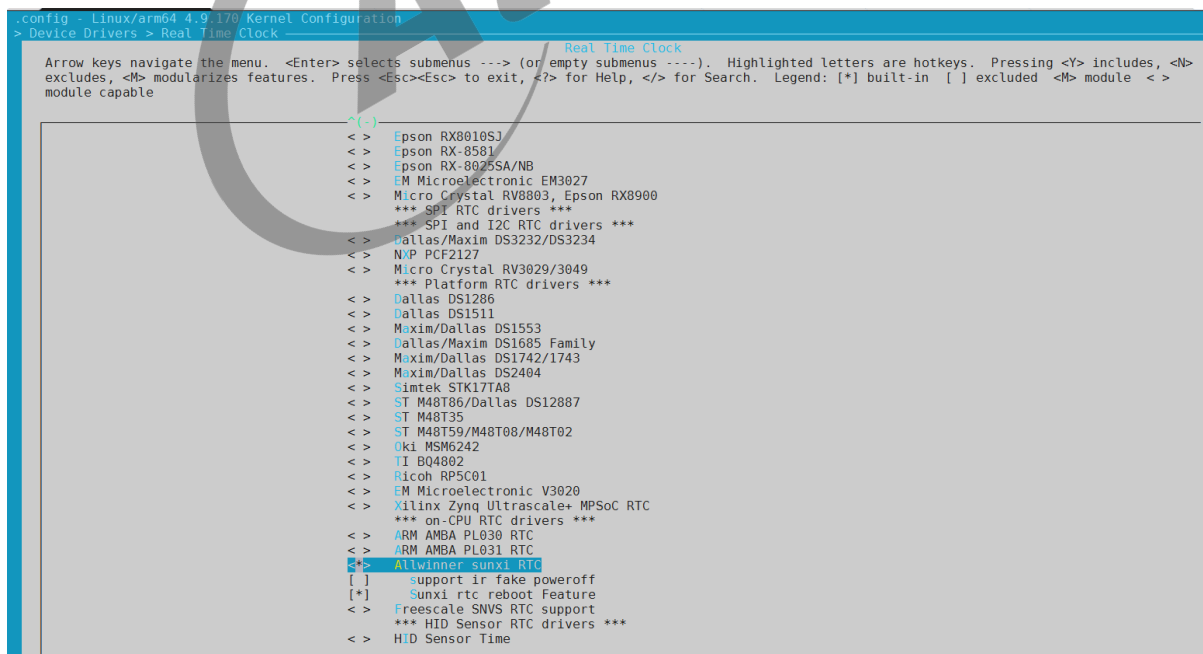 .config - Linux/arm64 4.9.170 Kernel Configuration
> Device Drivers > Real Time Clock
Real Time Clock
Arrow keys navigate the menu. <Enter> selects submenus ---> (or empty submenus ----). Highlighted letters are hotkeys. Pressing <Y> includes, <N>
excludes, <M> modularizes features. Press <Esc><Esc> to exit, <?> for Help, </> for Search. Legend: [*] built-in [ ] excluded <M> module < >
module capable
^(-)
< > Epson RX8010SJ
< > Epson RX-8581
< > Epson RX-8025SA/NB
< > EM Microelectronic EM3027
< > Micro Crystal RV8803, Epson RX8900
*** SPI RTC drivers ***
*** SPI and I2C RTC drivers ***
< > Dallas/Maxim DS3232/DS3234
< > NXP PCF2127
< > Micro Crystal RV3029/3049
*** Platform RTC drivers ***
< > Dallas DS1286
< > Dallas DS1511
< > Maxim/Dallas DS1553
< > Dallas/Maxim DS1685 Family
< > Maxim/Dallas DS1742/1743
< > Maxim/Dallas DS2404
< > Simtek STK17TA8
< > ST M48T86/Dallas DS12887
< > ST M48T35
< > ST M48T59/M48T08/M48T02
< > Oki MSM6242
< > TI BQ4802
< > Ricoh RP5C01
< > EM Microelectronic V3020
< > Xilinx Zynq Ultrascale+ MPSoC RTC
*** on-CPU RTC drivers ***
< > ARM AMBA PL030 RTC
< > ARM AMBA PL031 RTC
<*> Allwinner sunxi RTC
[ ] support ir fake poweroff
[*] Sunxi rtc reboot Feature
< > Freescale SNVS RTC support
*** HID Sensor RTC drivers ***
< > HID Sensor Time